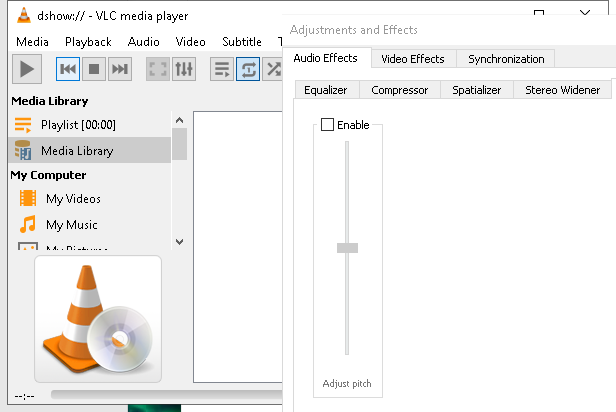 dshow:// - VLC media player
Media Playback Audio Video Subtitle
Media Library
Playlist [00:00]
Media Library
My Computer
My Videos
My Music
My Pictures
--:--
Adjustments and Effects
Audio Effects Video Effects Synchronization
Equalizer Compressor Spatializer Stereo Widener
Enable
Adjust pitch